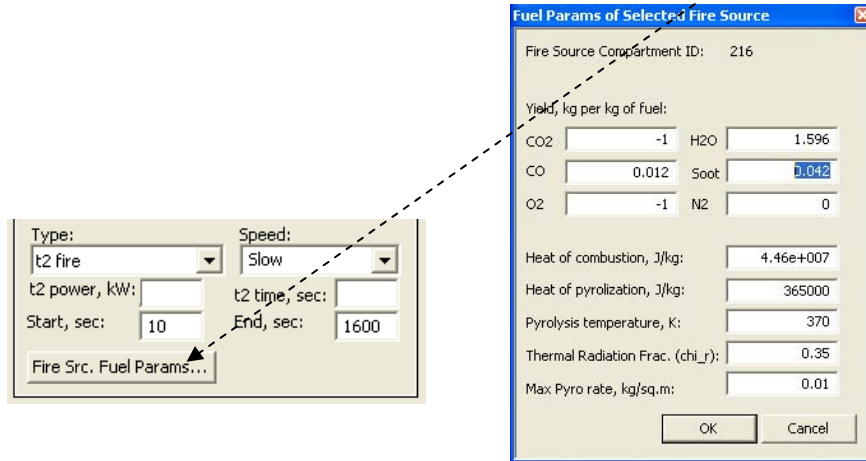 Fuel Params of Selected Fire Source
Fire Source Compartment ID: 216
Yield, kg per kg of fuel:
CO2 -1 H2O 1.596
CO 0.012 Soot 0.042
O2 -1 N2 0
Heat of combustion, J/kg: 4.46e+007
Heat of pyrolization, J/kg: 365000
Pyrolysis temperature, K: 370
Thermal Radiation Frac. (chi_r): 0.35
Max Pyro rate, kg/sq.m: 0.01
OK Cancel
Type: Speed:
t2 fire Slow
t2 power, kW: t2 time, sec:
Start, sec: 10 End, sec: 1600
Fire Src. Fuel Params...